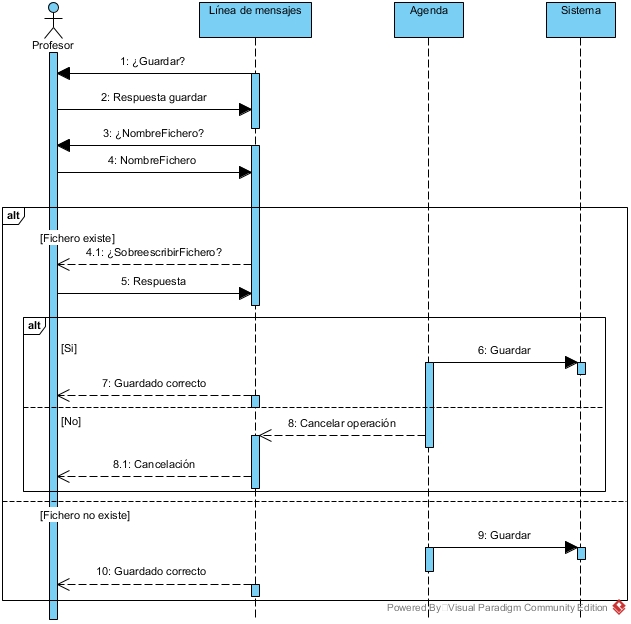 Profesor
Línea de mensajes
Agenda
Sistema
1: ¿Guardar?
2: Respuesta guardar
3: ¿NombreFichero?
4: NombreFichero
alt
[Fichero existe]
4.1: ¿SobreescribirFichero?
5: Respuesta
alt
[Si]
6: Guardar
7: Guardado correcto
[No]
8: Cancelar operación
8.1: Cancelación
[Fichero no existe]
9: Guardar
10: Guardado correcto
Powered By Visual Paradigm Community Edition